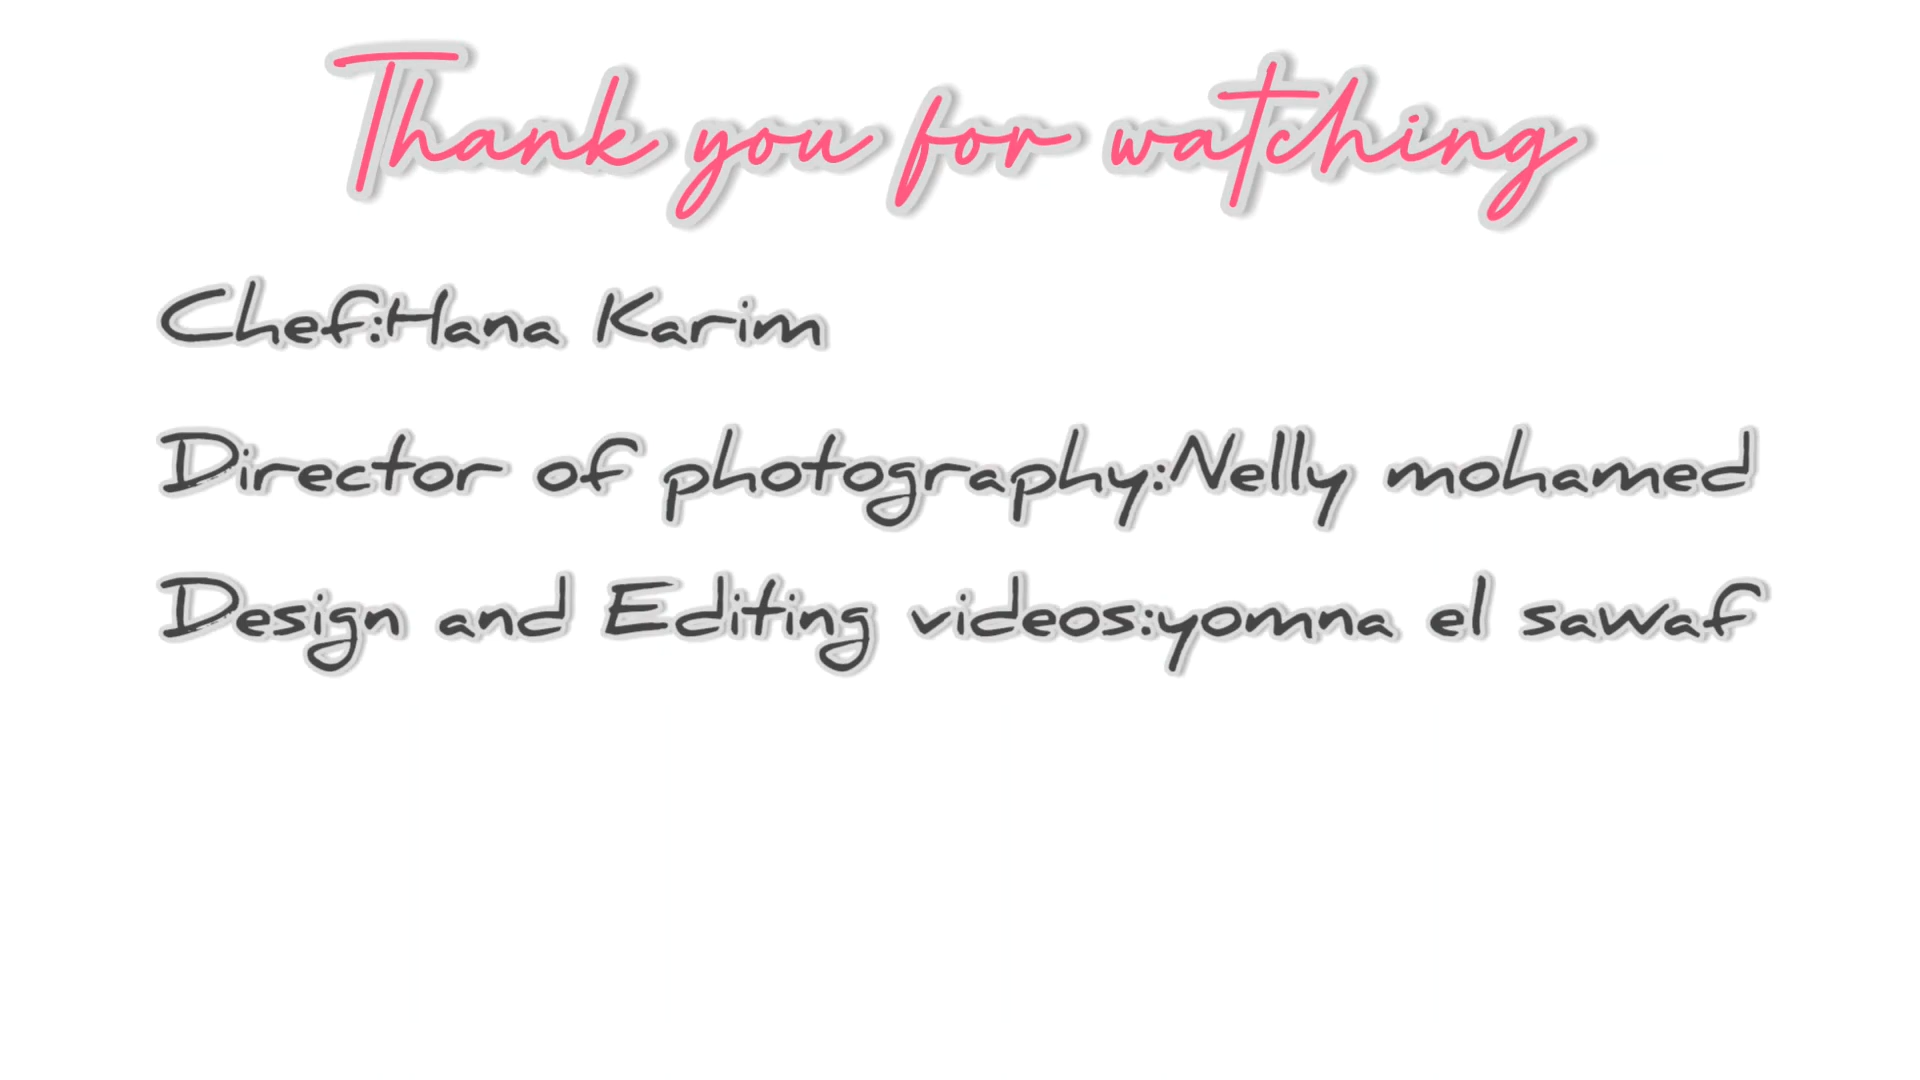 Thank you for watching
Chef:Hana Karim
Director of photography:Nelly mohamed
Design and Editing videos:yomna el sawaf